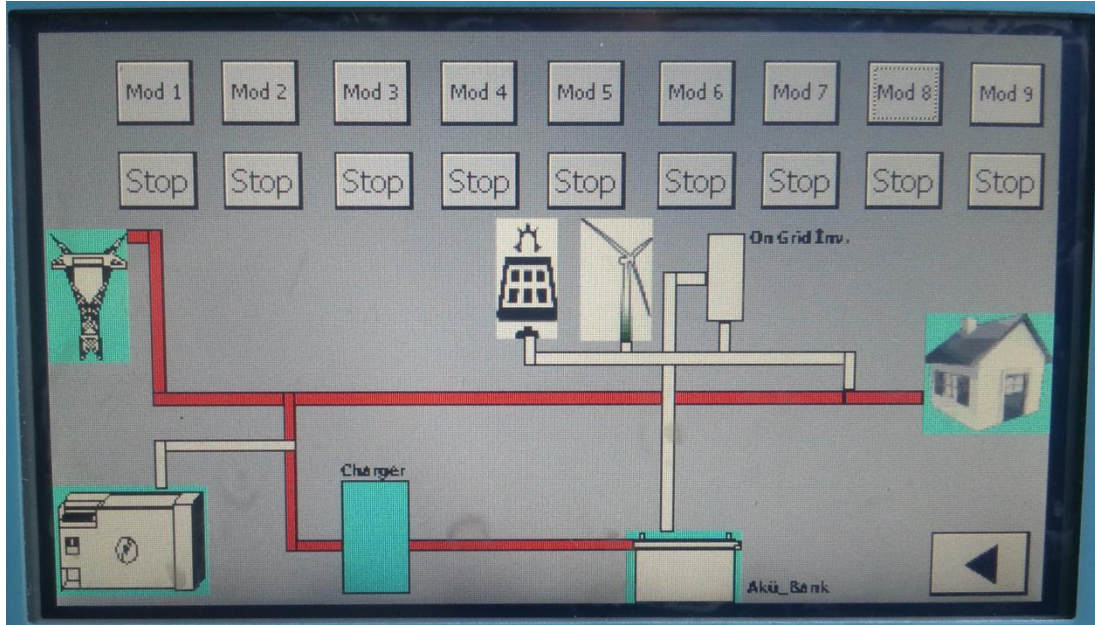 Mod 1 Mod 2 Mod 3 Mod 4 Mod 5 Mod 6 Mod 7 Mod 8 Mod 9
Stop Stop Stop Stop Stop Stop Stop Stop Stop
On Grid İnv.
Charger
Akü_Bank